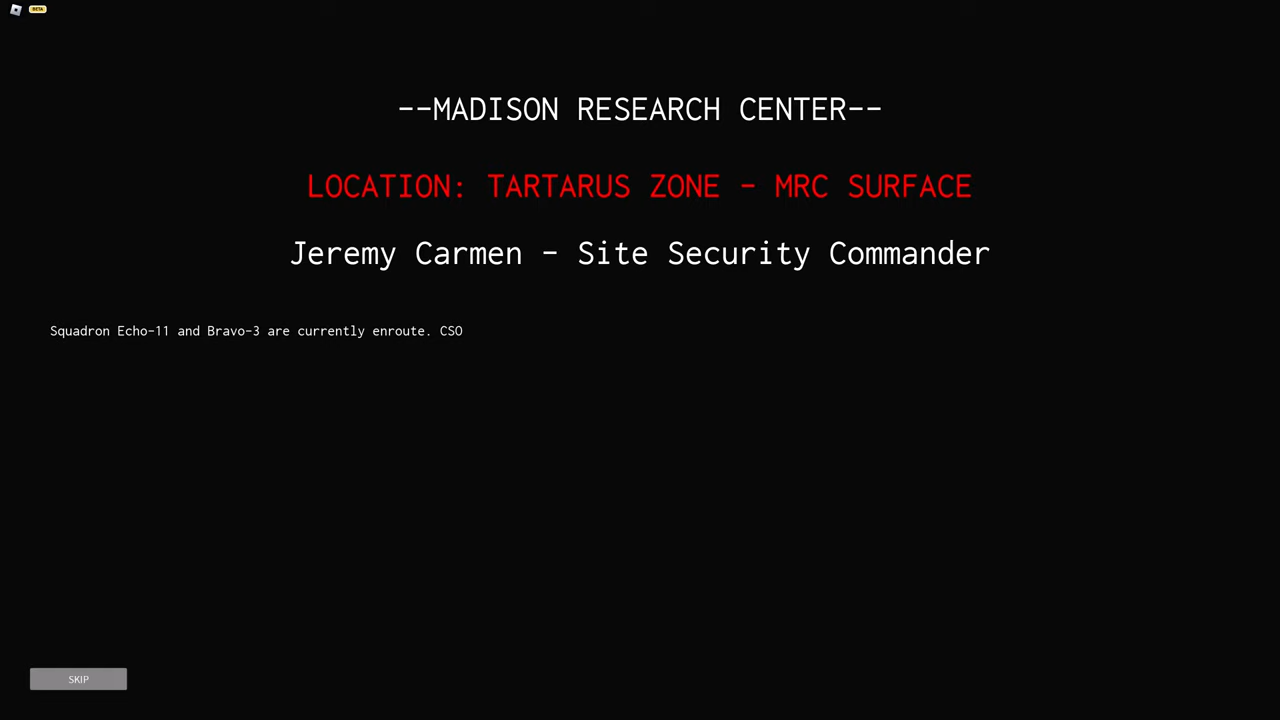 BETA
--MADISON RESEARCH CENTER--
LOCATION: TARTARUS ZONE - MRC SURFACE
Jeremy Carmen - Site Security Commander
Squadron Echo-11 and Bravo-3 are currently enroute. CSO
SKIP